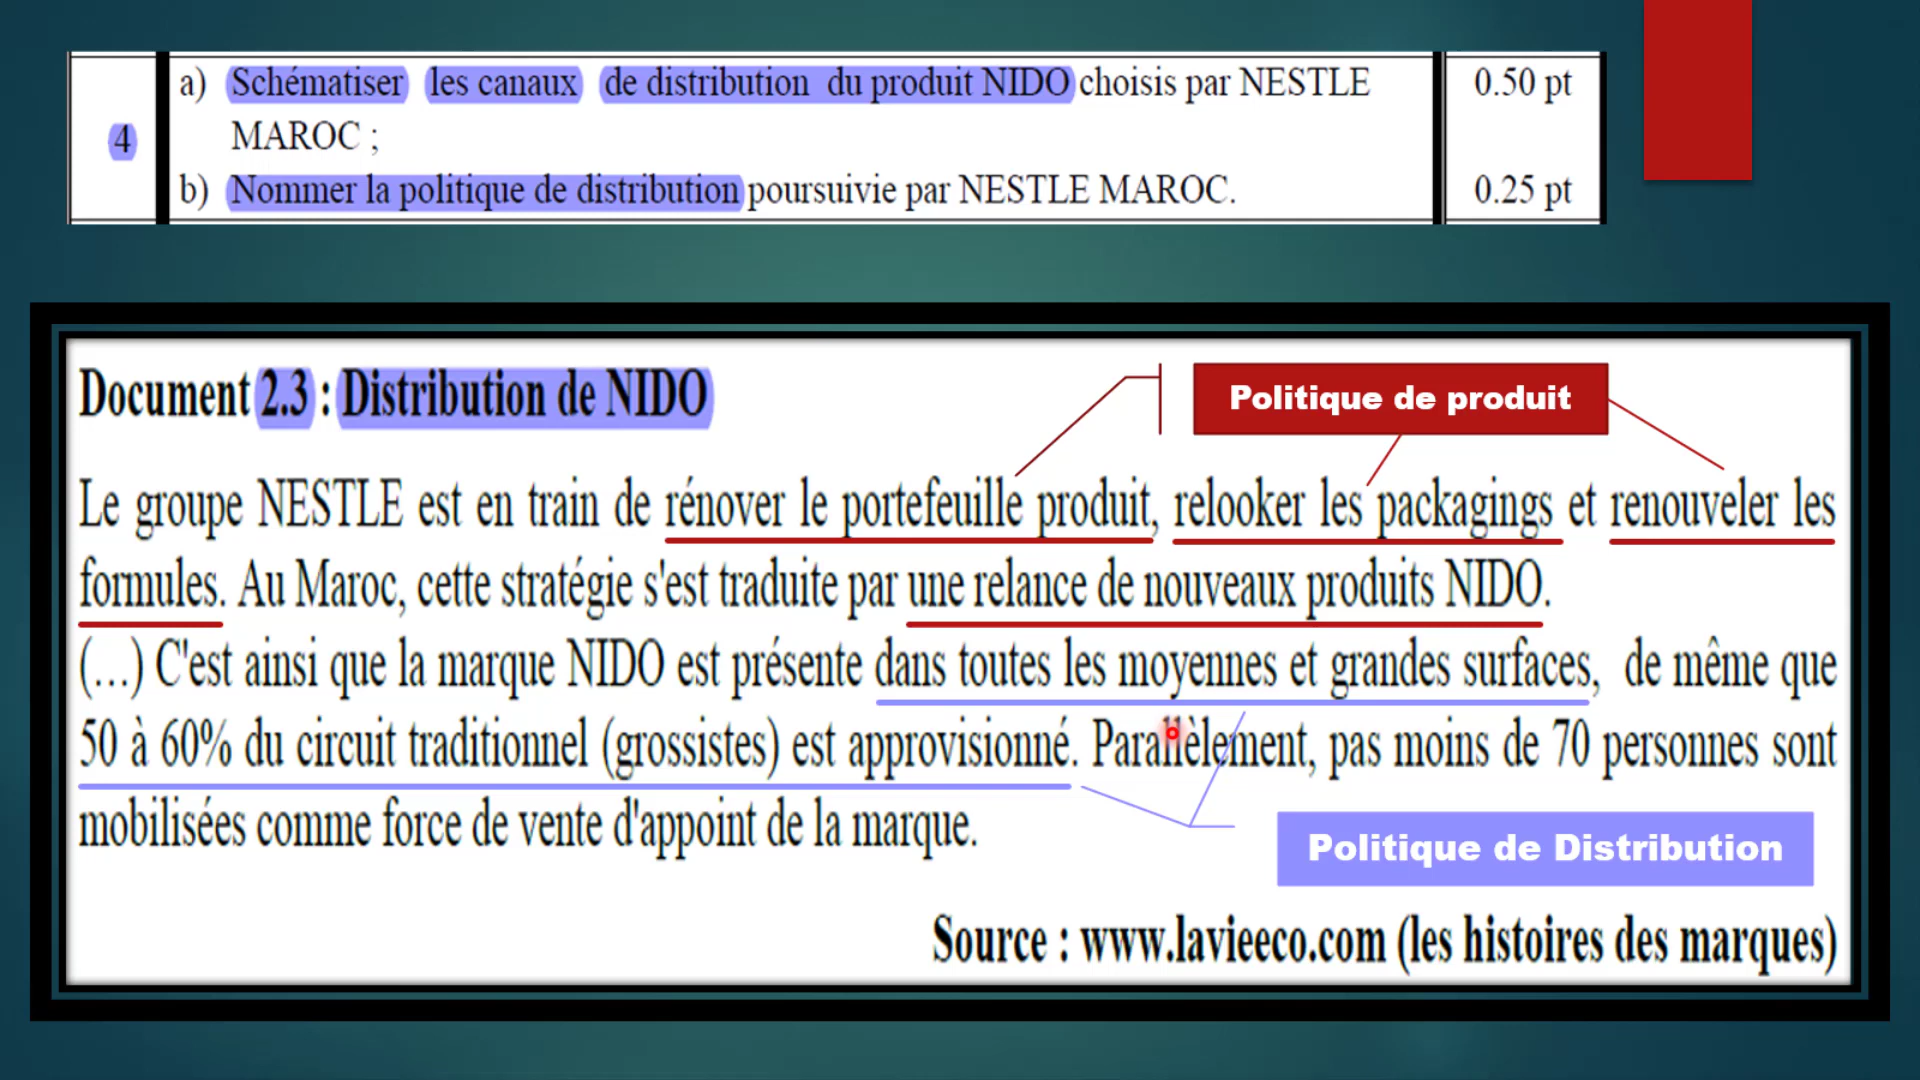 4
a) Schématiser les canaux de distribution du produit NIDO choisis par NESTLE
MAROC ;
0.50 pt
b) Nommer la politique de distribution poursuivie par NESTLE MAROC.
0.25 pt
Document 2.3 : Distribution de NIDO
Politique de produit
Le groupe NESTLE est en train de rénover le portefeuille produit, relooker les packagings et renouveler les
formules. Au Maroc, cette stratégie s'est traduite par une relance de nouveaux produits NIDO.
(…) C'est ainsi que la marque NIDO est présente dans toutes les moyennes et grandes surfaces, de même que
50 à 60% du circuit traditionnel (grossistes) est approvisionné. Parallèlement, pas moins de 70 personnes sont
mobilisées comme force de vente d'appoint de la marque.
Politique de Distribution
Source : www.lavieeco.com (les histoires des marques)